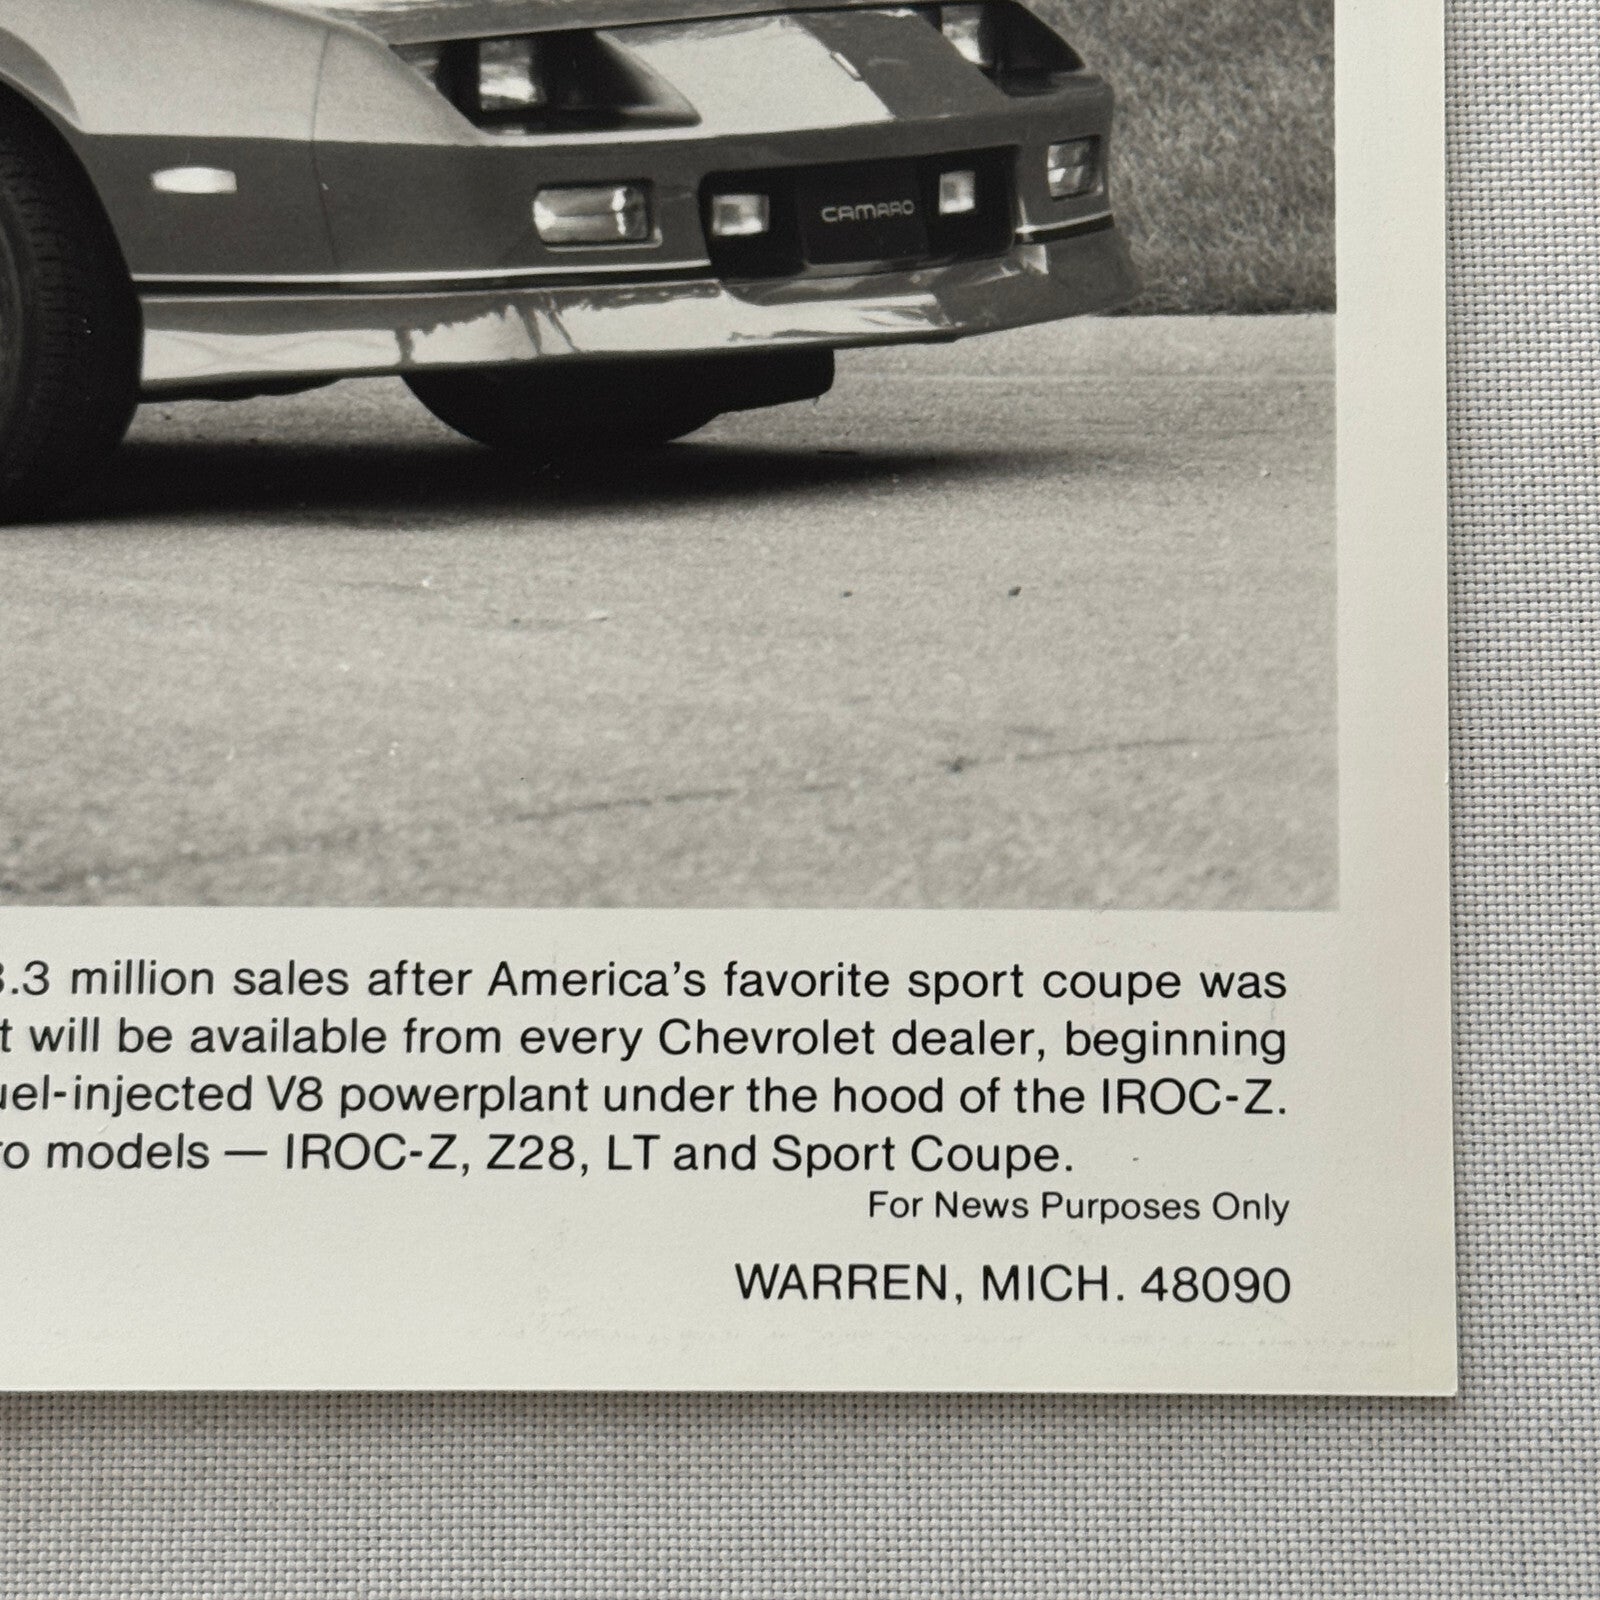 CAMARO
.3 million sales after America's favorite sport coupe was
will be available from every Chevrolet dealer, beginning
uel-injected V8 powerplant under the hood of the IROC-Z.
ro models — IROC-Z, Z28, LT and Sport Coupe.
For News Purposes Only
WARREN, MICH. 48090